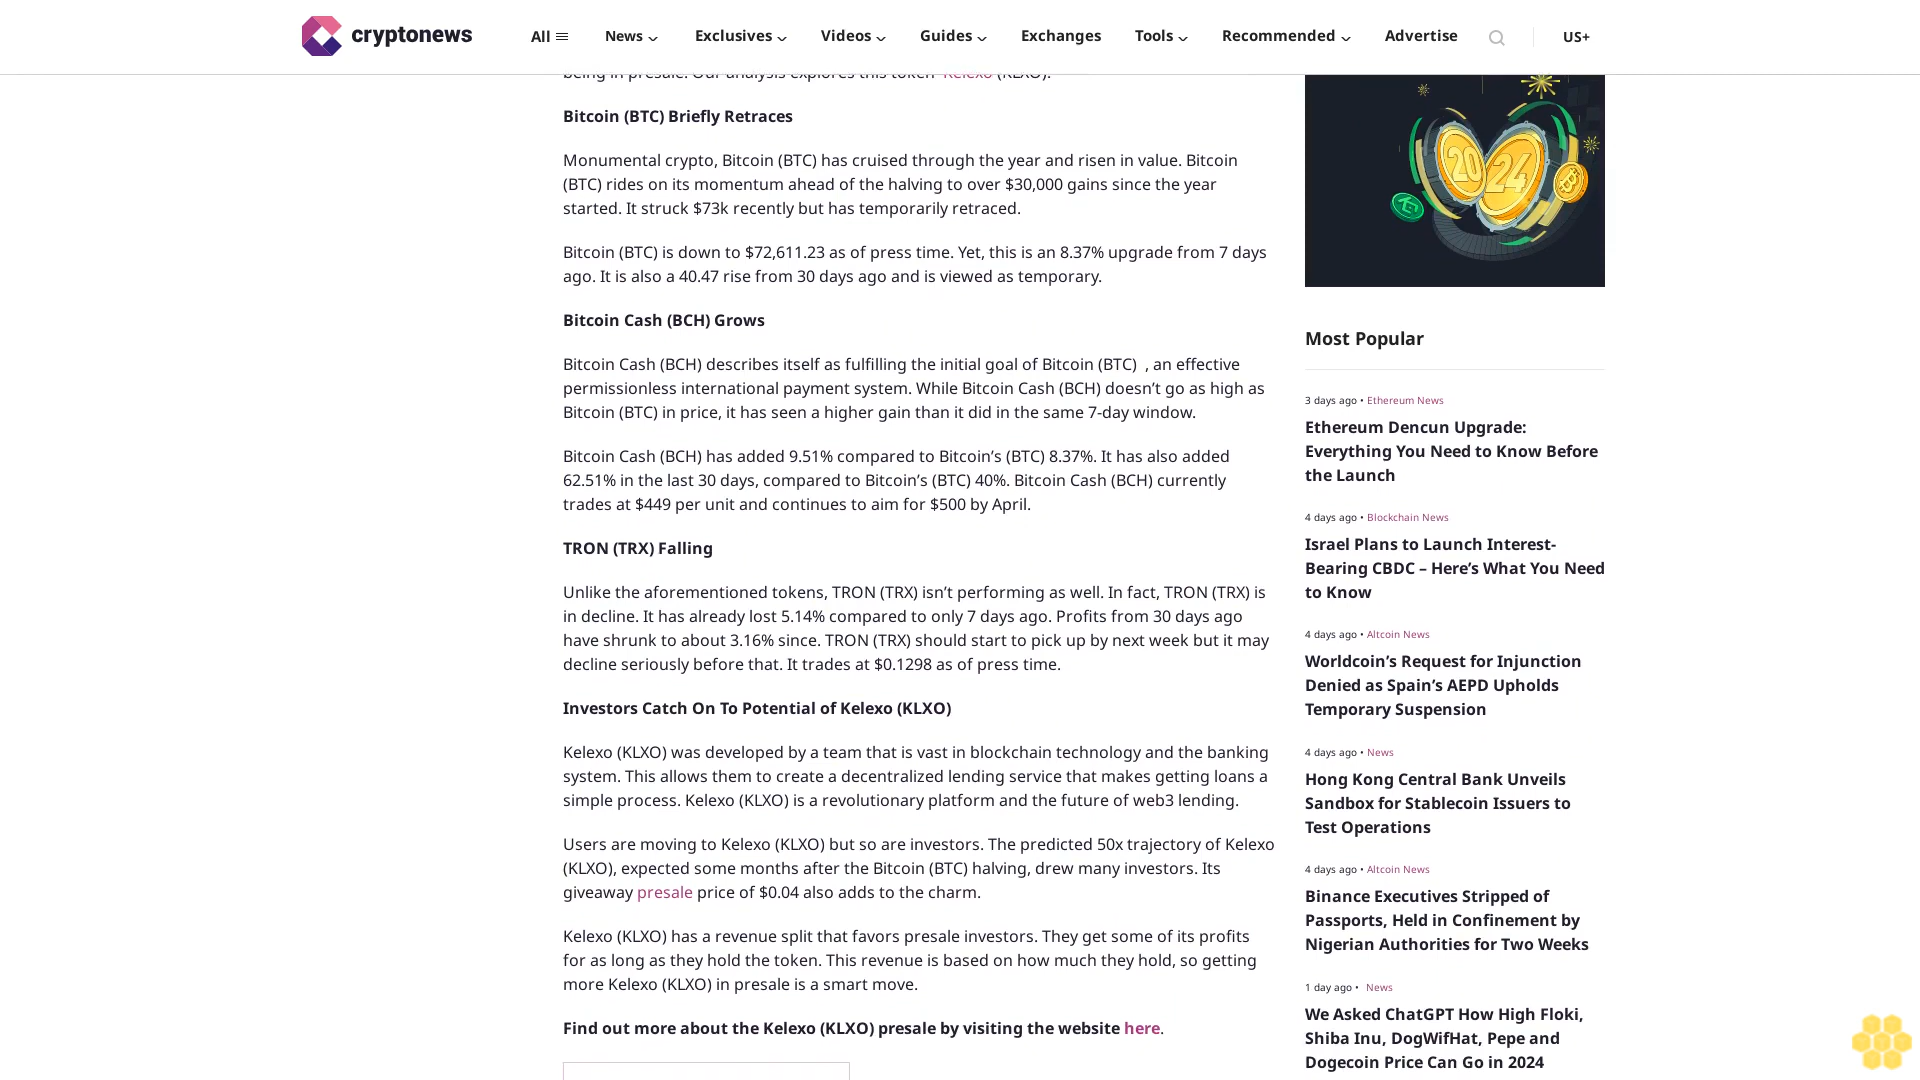 cryptonews
All
News
Exclusives
Videos
Guides
Exchanges
Tools
Recommended
Advertise
US+
being in presale. Our analysis explores this token  Kelexo (KLXO).
Bitcoin (BTC) Briefly Retraces
Monumental crypto, Bitcoin (BTC) has cruised through the year and risen in value. Bitcoin
(BTC) rides on its momentum ahead of the halving to over $30,000 gains since the year
started. It struck $73k recently but has temporarily retraced.
Bitcoin (BTC) is down to $72,611.23 as of press time. Yet, this is an 8.37% upgrade from 7 days
ago. It is also a 40.47 rise from 30 days ago and is viewed as temporary.
Bitcoin Cash (BCH) Grows
Bitcoin Cash (BCH) describes itself as fulfilling the initial goal of Bitcoin (BTC)  , an effective
permissionless international payment system. While Bitcoin Cash (BCH) doesn’t go as high as
Bitcoin (BTC) in price, it has seen a higher gain than it did in the same 7-day window.
Bitcoin Cash (BCH) has added 9.51% compared to Bitcoin’s (BTC) 8.37%. It has also added
62.51% in the last 30 days, compared to Bitcoin’s (BTC) 40%. Bitcoin Cash (BCH) currently
trades at $449 per unit and continues to aim for $500 by April.
TRON (TRX) Falling
Unlike the aforementioned tokens, TRON (TRX) isn’t performing as well. In fact, TRON (TRX) is
in decline. It has already lost 5.14% compared to only 7 days ago. Profits from 30 days ago
have shrunk to about 3.16% since. TRON (TRX) should start to pick up by next week but it may
decline seriously before that. It trades at $0.1298 as of press time.
Investors Catch On To Potential of Kelexo (KLXO)
Kelexo (KLXO) was developed by a team that is vast in blockchain technology and the banking
system. This allows them to create a decentralized lending service that makes getting loans a
simple process. Kelexo (KLXO) is a revolutionary platform and the future of web3 lending.
Users are moving to Kelexo (KLXO) but so are investors. The predicted 50x trajectory of Kelexo
(KLXO), expected some months after the Bitcoin (BTC) halving, drew many investors. Its
giveaway presale price of $0.04 also adds to the charm.
Kelexo (KLXO) has a revenue split that favors presale investors. They get some of its profits
for as long as they hold the token. This revenue is based on how much they hold, so getting
more Kelexo (KLXO) in presale is a smart move.
Find out more about the Kelexo (KLXO) presale by visiting the website here.
20
24
Most Popular
3 days ago • Ethereum News
Ethereum Dencun Upgrade:
Everything You Need to Know Before
the Launch
4 days ago • Blockchain News
Israel Plans to Launch Interest-
Bearing CBDC – Here’s What You Need
to Know
4 days ago • Altcoin News
Worldcoin’s Request for Injunction
Denied as Spain’s AEPD Upholds
Temporary Suspension
4 days ago • News
Hong Kong Central Bank Unveils
Sandbox for Stablecoin Issuers to
Test Operations
4 days ago • Altcoin News
Binance Executives Stripped of
Passports, Held in Confinement by
Nigerian Authorities for Two Weeks
1 day ago •  News
We Asked ChatGPT How High Floki,
Shiba Inu, DogWifHat, Pepe and
Dogecoin Price Can Go in 2024